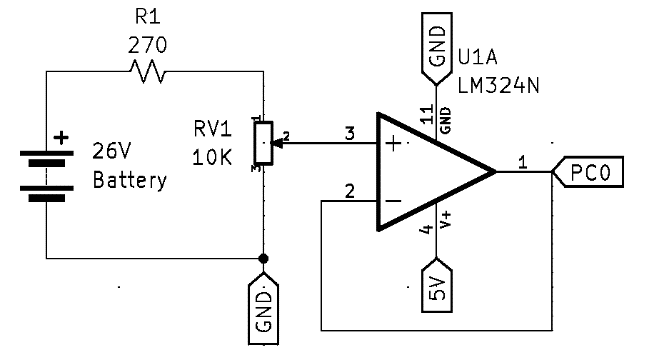 R1
270
+
26V
Battery
RV1
10K
1
2
3
GND
3
+
2
-
11
GND
GND
U1A
LM324N
1
PC0
4
V+
5V